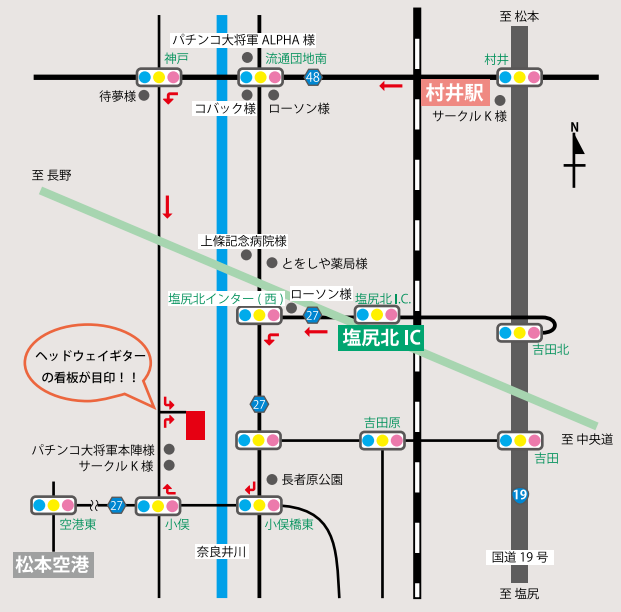 至 松本
パチンコ大将軍 ALPHA 様
神戸
流通団地南
村井
48
村井駅
待夢様
コバック様
ローソン様
サークル K 様
N
至 長野
上條記念病院様
とをしや薬局様
塩尻北インター ( 西 )
ローソン様
塩尻北 I.C.
27
塩尻北 IC
吉田北
ヘッドウェイギター
の看板が目印！！
27
吉田原
至 中央道
パチンコ大将軍本陣様
サークル K 様
吉田
長者原公園
19
27
空港東
小俣
小俣橋東
松本空港
奈良井川
国道 19 号
至 塩尻